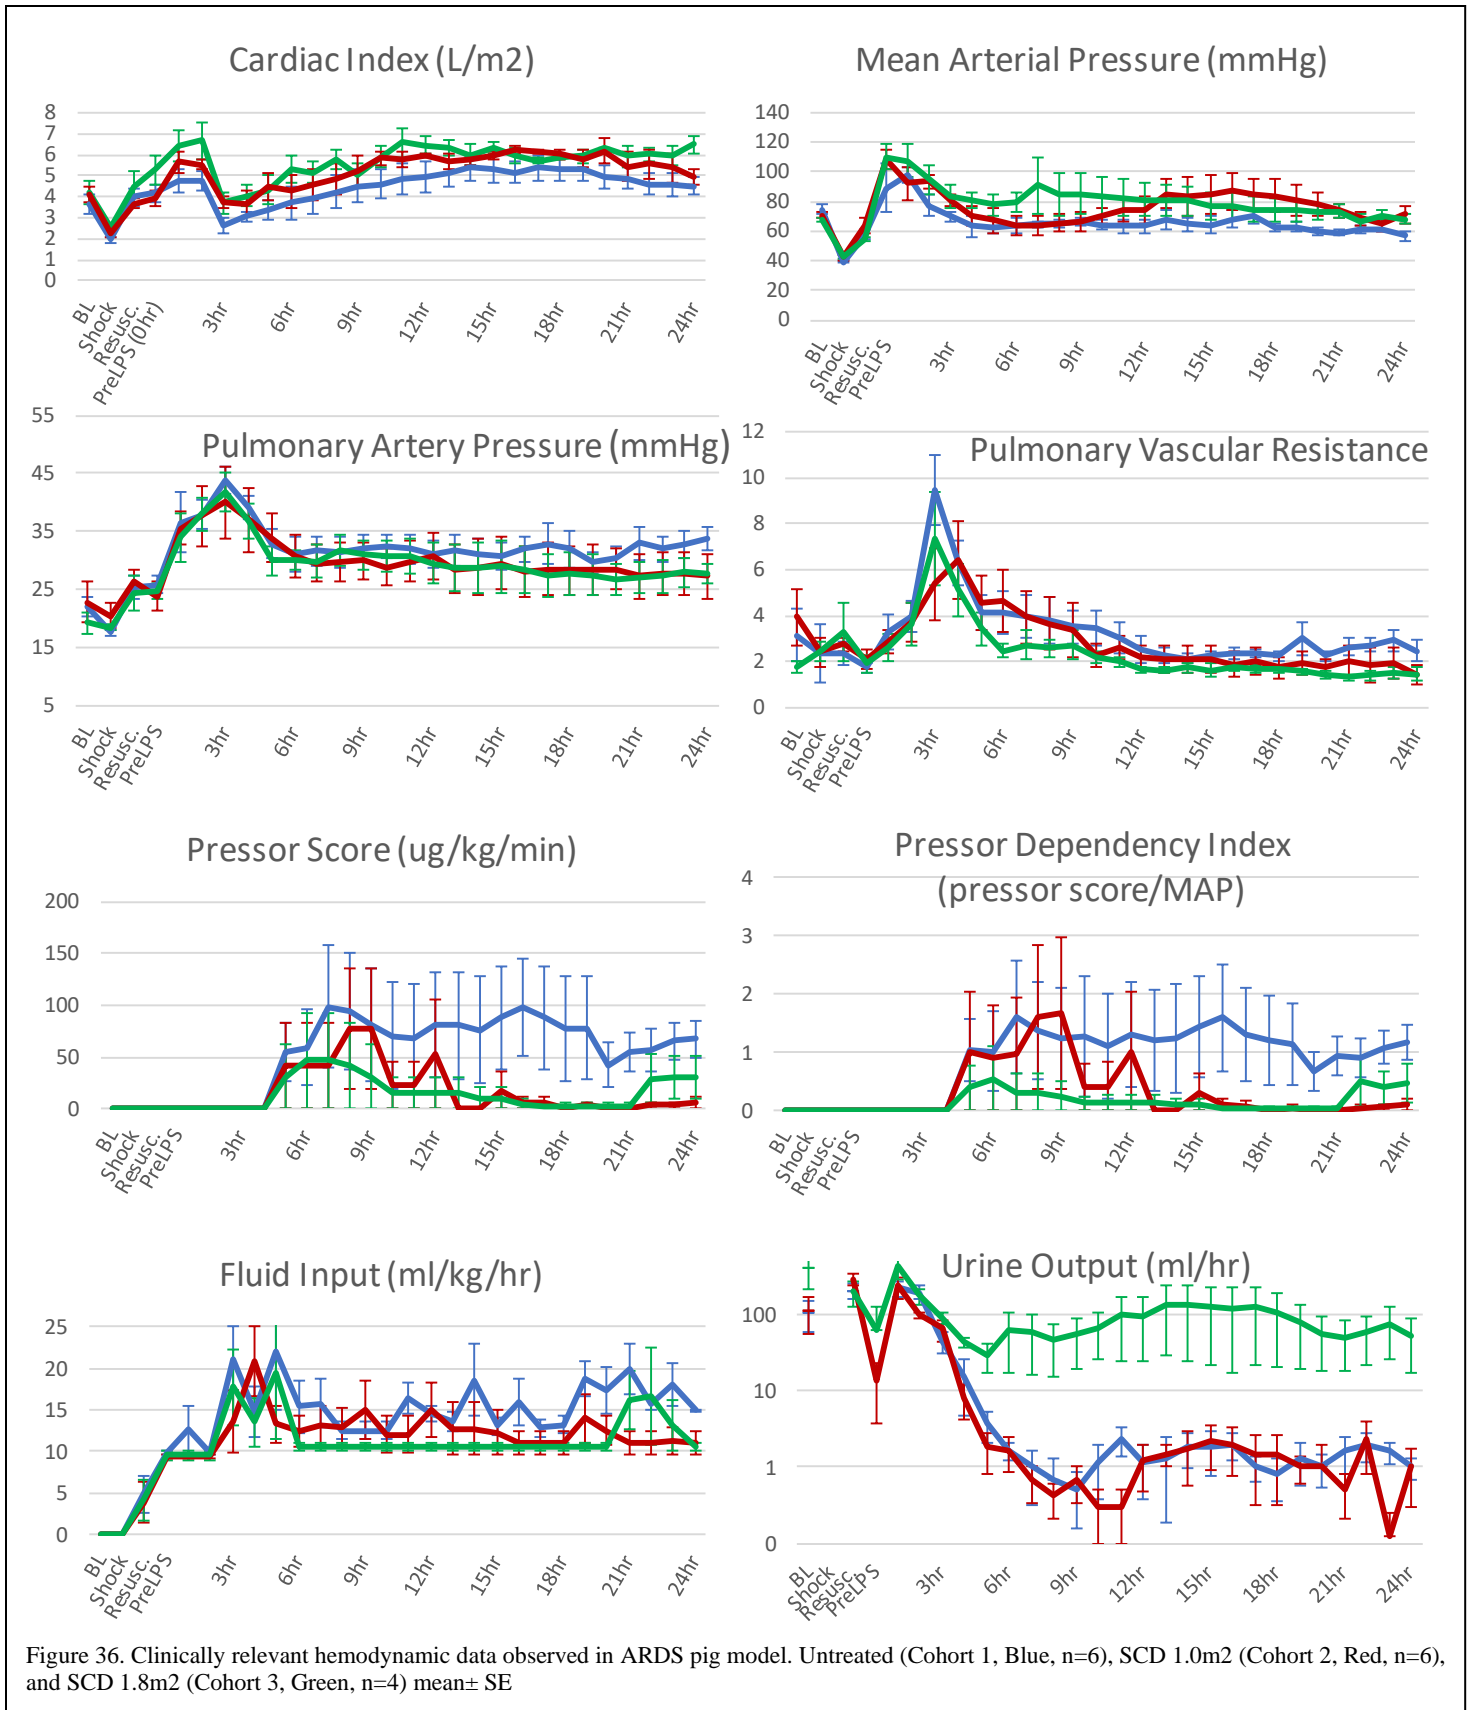 Cardiac Index (L/m2)
8
7
6
5
4
3
2
1
0
BL
Shock
Resusc.
PreLPS (0hr)
3hr
6hr
9hr
12hr
15hr
18hr
21hr
24hr
Mean Arterial Pressure (mmHg)
140
120
100
80
60
40
20
0
BL
Shock
Resusc.
PreLPS
3hr
6hr
9hr
12hr
15hr
18hr
21hr
24hr
Pulmonary Artery Pressure (mmHg)
55
45
35
25
15
5
BL
Shock
Resusc.
PreLPS
3hr
6hr
9hr
12hr
15hr
18hr
21hr
24hr
Pulmonary Vascular Resistance
12
10
8
6
4
2
0
BL
Shock
Resusc.
PreLPS
3hr
6hr
9hr
12hr
15hr
18hr
21hr
24hr
Pressor Score (ug/kg/min)
200
150
100
50
0
BL
Shock
Resusc.
PreLPS
3hr
6hr
9hr
12hr
15hr
18hr
21hr
24hr
Pressor Dependency Index
(pressor score/MAP)
4
3
2
1
0
BL
Shock
Resusc.
PreLPS
3hr
6hr
9hr
12hr
15hr
18hr
21hr
24hr
Fluid Input (ml/kg/hr)
25
20
15
10
5
0
BL
Shock
Resusc.
PreLPS
3hr
6hr
9hr
12hr
15hr
18hr
21hr
24hr
Urine Output (ml/hr)
100
10
1
0
BL
Shock
Resusc.
PreLPS
3hr
6hr
9hr
12hr
15hr
18hr
21hr
24hr
Figure 36. Clinically relevant hemodynamic data observed in ARDS pig model. Untreated (Cohort 1, Blue, n=6), SCD 1.0m2 (Cohort 2, Red, n=6),
and SCD 1.8m2 (Cohort 3, Green, n=4) mean± SE